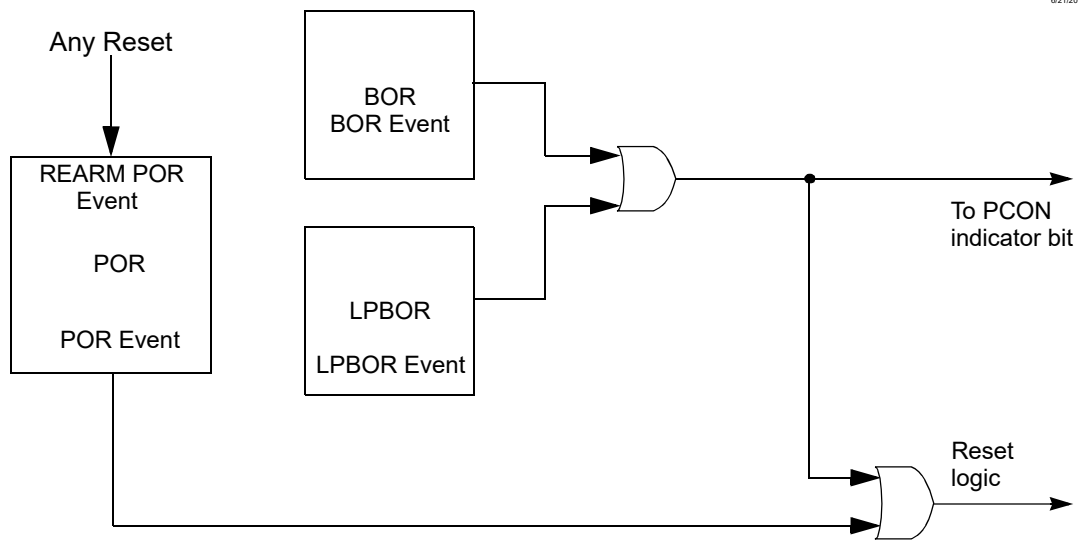 Any Reset
REARM POR
Event
POR
POR Event
BOR
BOR Event
LPBOR
LPBOR Event
To PCON
indicator bit
Reset
logic